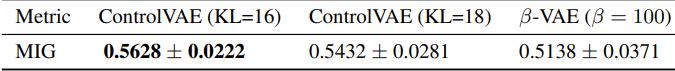 Metric ControlVAE (KL=16) ControlVAE (KL=18) β-VAE (β = 100)
MIG 0.5628 ± 0.0222 0.5432 ± 0.0281 0.5138 ± 0.0371